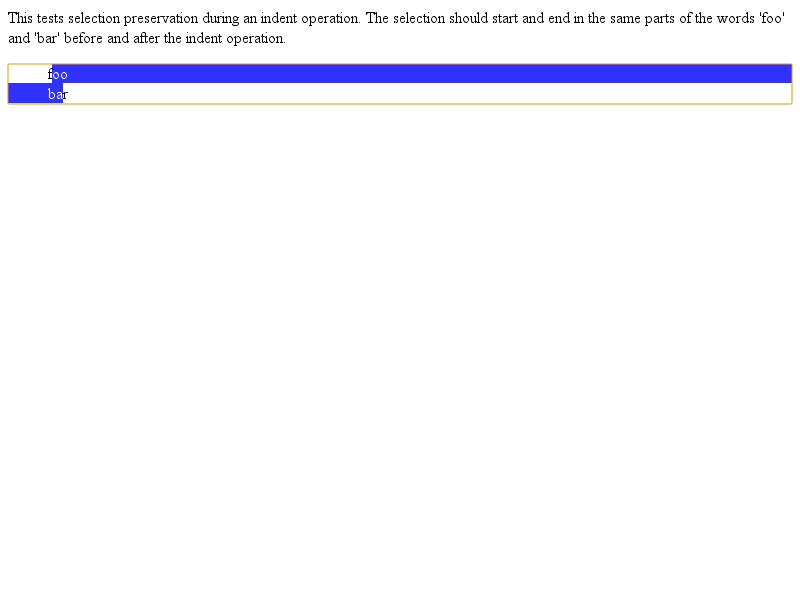 This tests selection preservation during an indent operation. The selection should start and end in the same parts of the words 'foo'
and 'bar' before and after the indent operation.
foo
bar